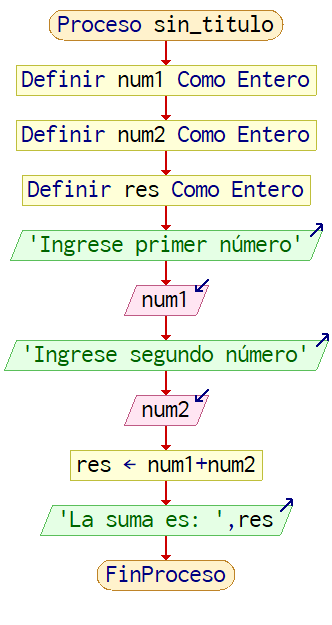 Proceso sin_titulo
Definir num1 Como Entero
Definir num2 Como Entero
Definir res Como Entero
'Ingrese primer número'
num1
'Ingrese segundo número'
num2
res ← num1+num2
'La suma es: ',res
FinProceso